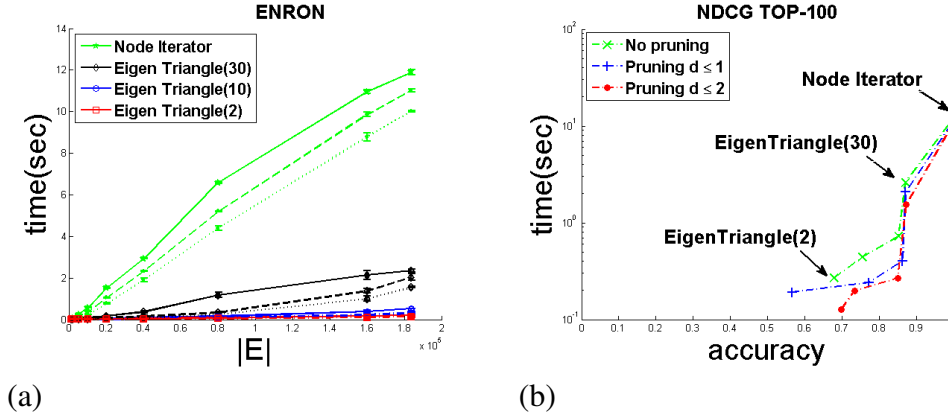 ENRON
14
12
10
8
6
4
2
0
time(sec)
Node Iterator
Eigen Triangle(30)
Eigen Triangle(10)
Eigen Triangle(2)
0 0.2 0.4 0.6 0.8 1 1.2 1.4 1.6 1.8 2
x 10^5
|E|
(a)
NDCG TOP-100
10^2
10^1
10^0
10^-1
time(sec)
No pruning
Pruning d ≤ 1
Pruning d ≤ 2
Node Iterator
EigenTriangle(30)
EigenTriangle(2)
0 0.1 0.2 0.3 0.4 0.5 0.6 0.7 0.8 0.9
accuracy
(b)